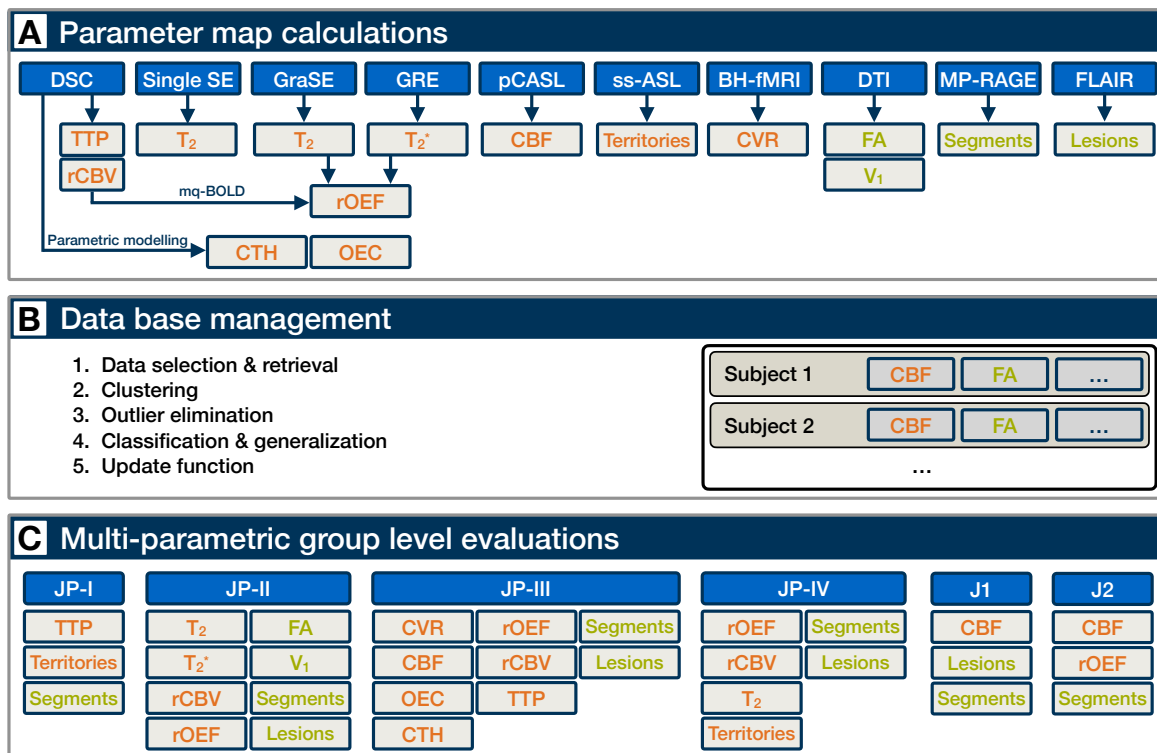 A Parameter map calculations
DSC Single SE GraSE GRE pCASL ss-ASL BH-fMRI DTI MP-RAGE FLAIR
TTP T₂ T₂ T₂* CBF Territories CVR FA Segments Lesions
rCBV V₁
mq-BOLD
rOEF
Parametric modelling
CTH OEC
B Data base management
1. Data selection & retrieval
2. Clustering
3. Outlier elimination
4. Classification & generalization
5. Update function
Subject 1 CBF FA ...
Subject 2 CBF FA ...
...
C Multi-parametric group level evaluations
JP-I JP-II JP-III JP-IV J1 J2
TTP T₂ FA CVR rOEF Segments rOEF Segments CBF CBF
Territories T₂* V₁ CBF rCBV Lesions rCBV Lesions Lesions rOEF
Segments rCBV Segments OEC TTP T₂ Segments Segments
rOEF Lesions CTH Territories